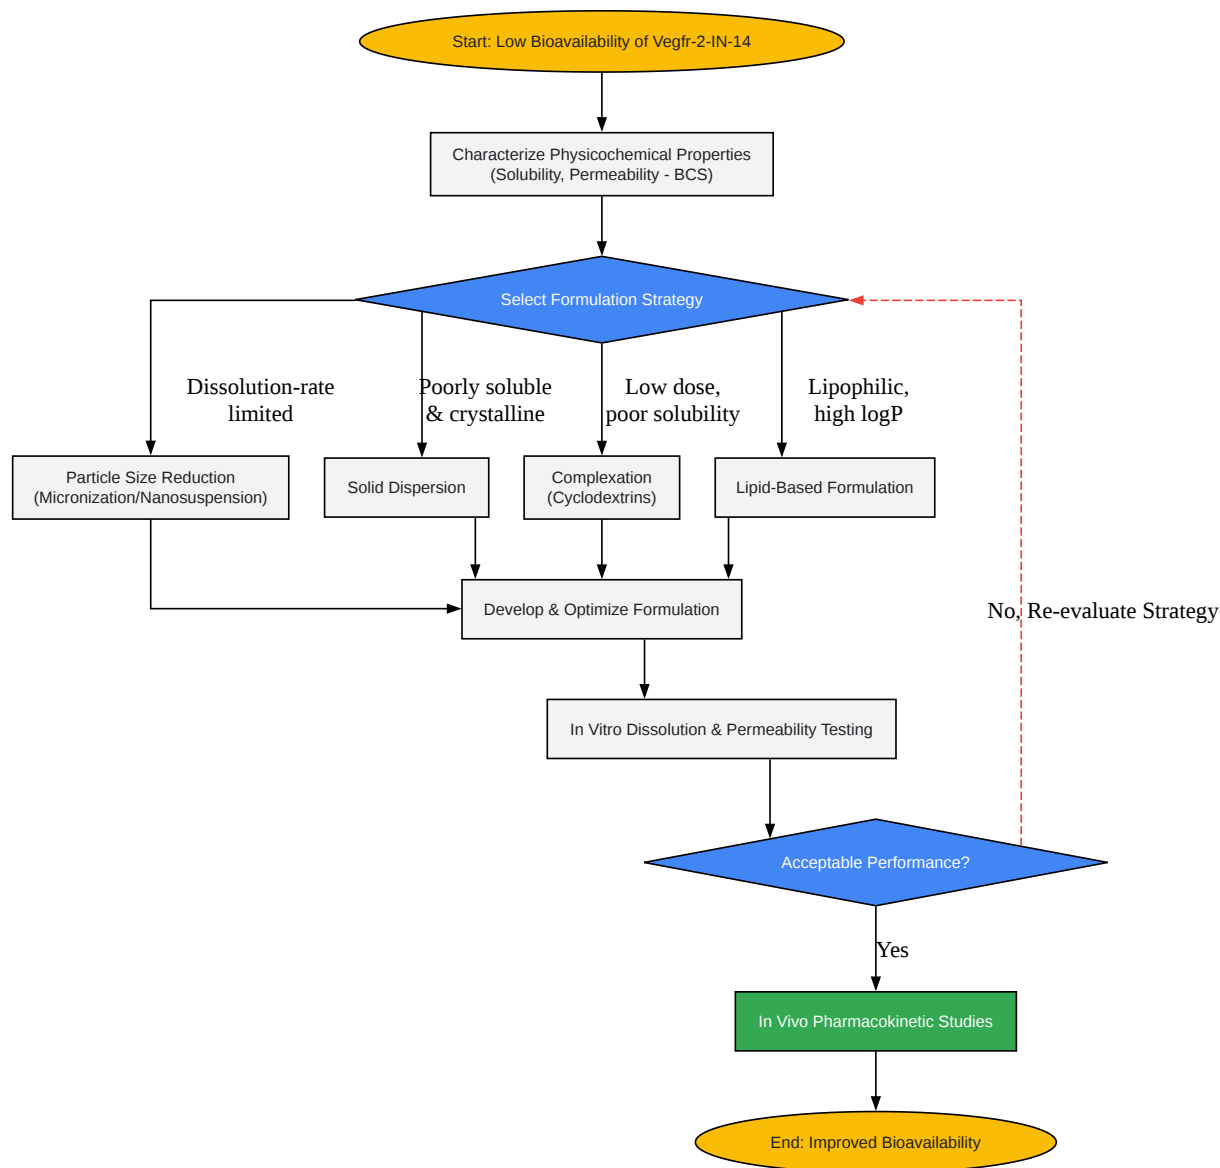 Start: Low Bioavailability of Vegfr-2-IN-14
Characterize Physicochemical Properties
(Solubility, Permeability - BCS)
Select Formulation Strategy
Dissolution-rate
limited
Poorly soluble
& crystalline
Low dose,
poor solubility
Lipophilic,
high logP
Particle Size Reduction
(Micronization/Nanosuspension)
Solid Dispersion
Complexation
(Cyclodextrins)
Lipid-Based Formulation
Develop & Optimize Formulation
No, Re-evaluate Strategy
In Vitro Dissolution & Permeability Testing
Acceptable Performance?
Yes
In Vivo Pharmacokinetic Studies
End: Improved Bioavailability